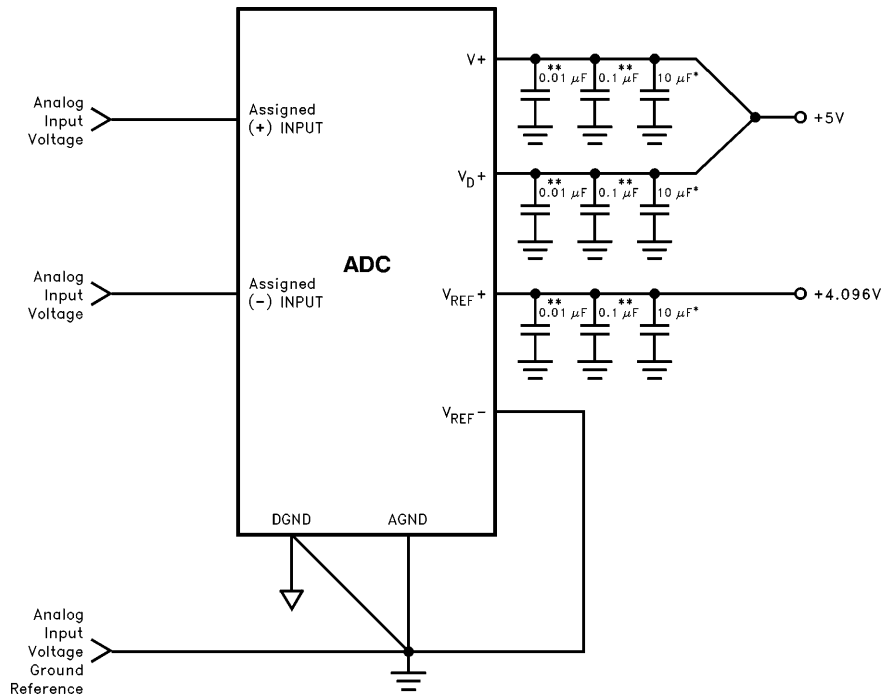 V+
**
0.01 μF
**
0.1 μF
10 μF*
+5V
Analog
Input
Voltage
Assigned
(+) INPUT
VD+
**
0.01 μF
**
0.1 μF
10 μF*
ADC
Analog
Input
Voltage
Assigned
(−) INPUT
VREF+
**
0.01 μF
**
0.1 μF
10 μF*
+4.096V
VREF−
DGND
AGND
Analog
Input
Voltage
Ground
Reference